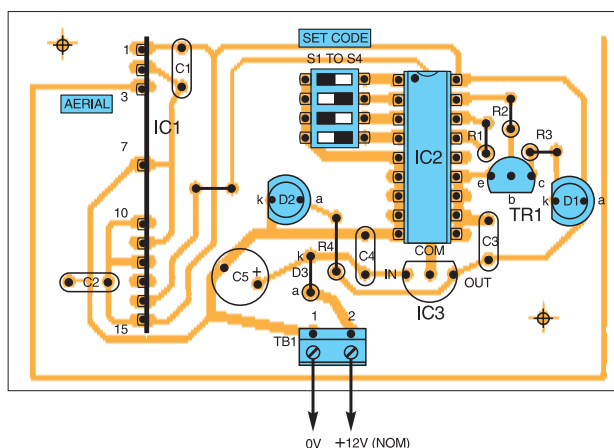 SET CODE
S1 TO S4
1
C1
3
AERIAL
IC1
7
10
15
C2
IC2
R2
R1
R3
e
c
b
TR1
k
D1
a
k
D2
a
R4
C4
COM
C3
IN
OUT
IC3
C5
+
k
D3
a
1
2
TB1
0V
+12V (NOM)